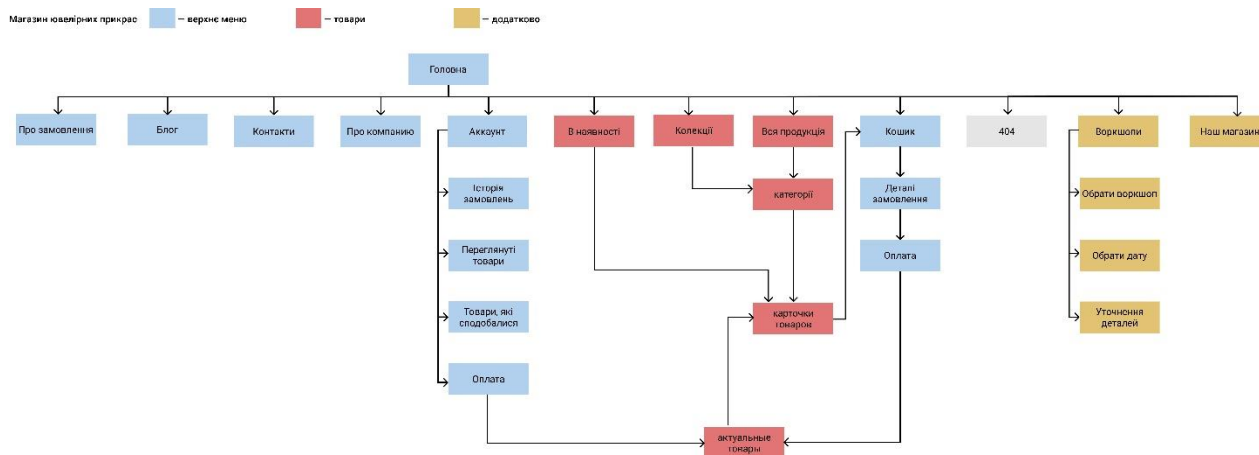 Магазин ювелірних прикрас
– верхнє меню
– товари
– додатково
Головна
Про замовлення
Блог
Контакти
Про компанию
Аккаунт
В наявності
Колекції
Вся продукція
Кошик
404
Воркшопи
Наш магазин
Історія
замовлень
категорії
Деталі
замовлення
Обрати воркшоп
Переглянуті
товари
Оплата
Обрати дату
Товари, які
сподобалися
карточки
товаров
Уточнення
деталей
Оплата
актуальные
товары